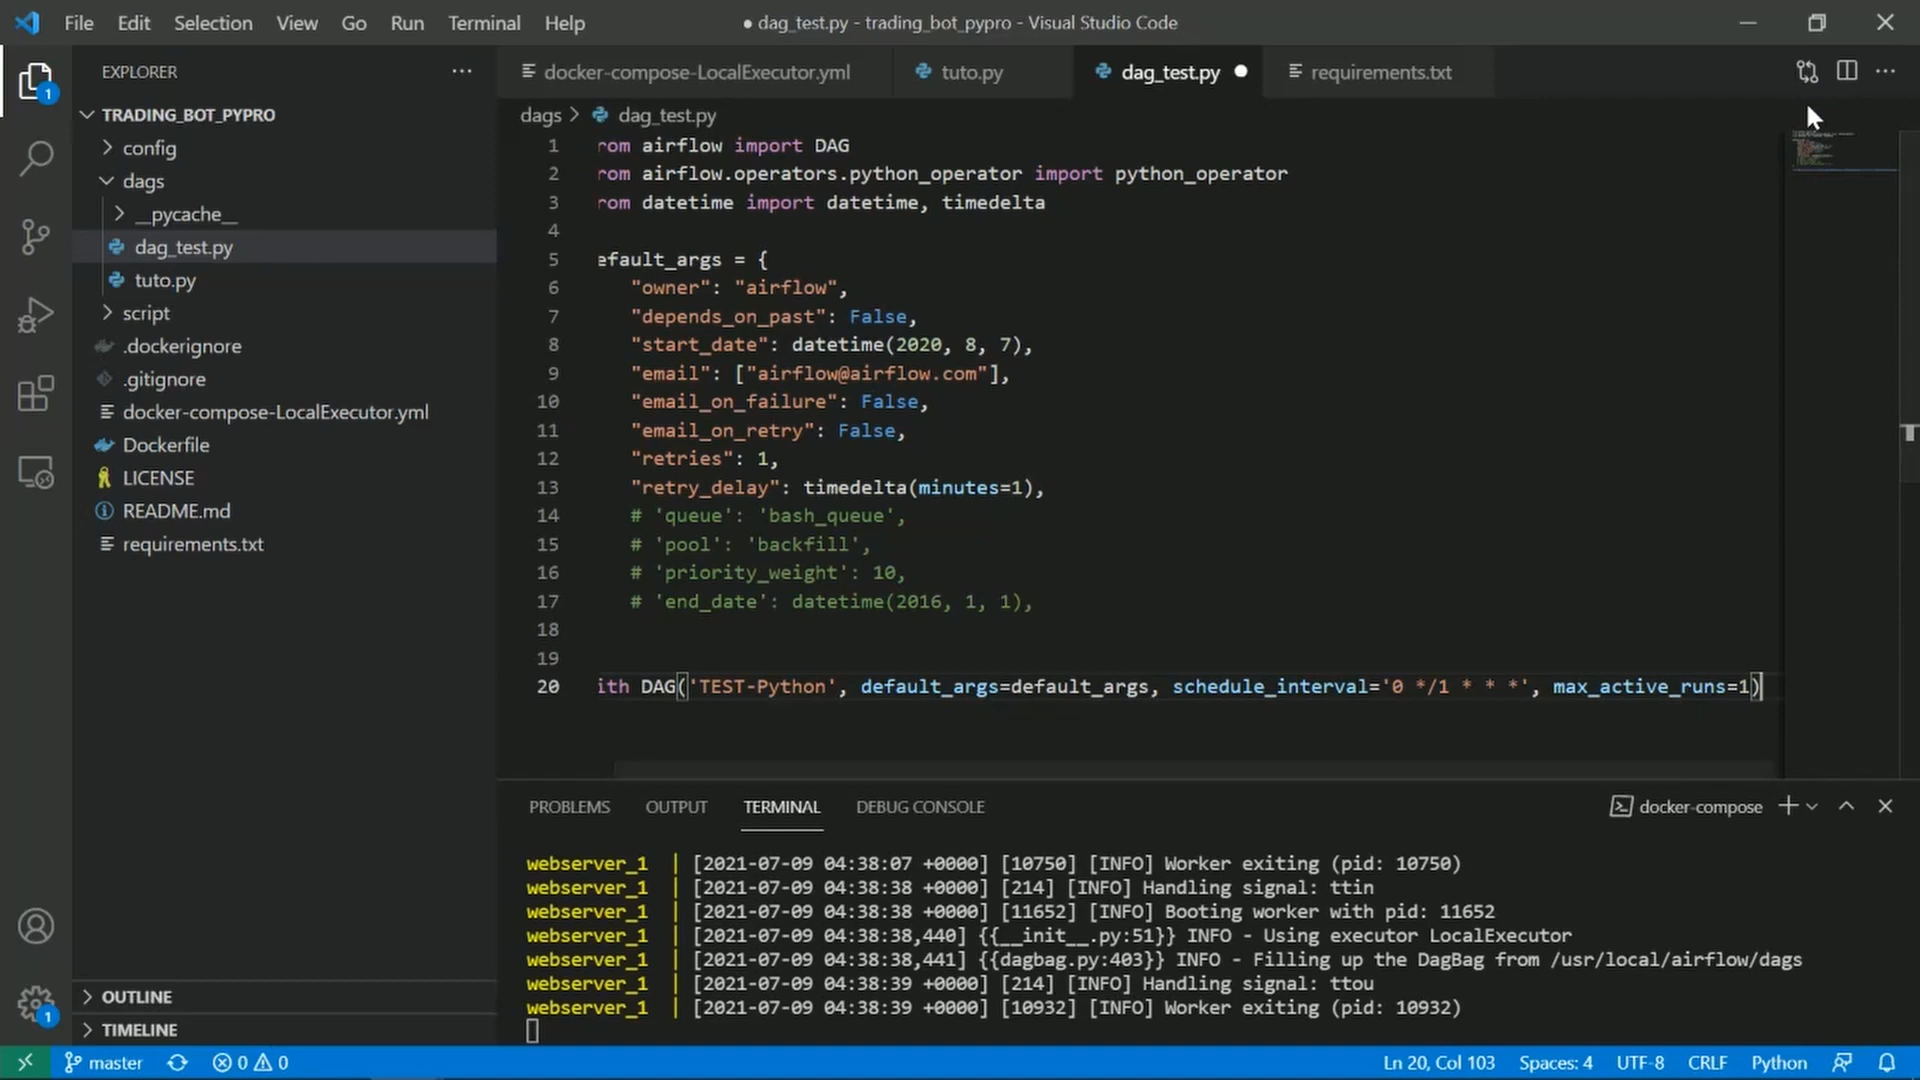 File Edit Selection View Go Run Terminal Help
● dag_test.py - trading_bot_pypro - Visual Studio Code
EXPLORER
docker-compose-LocalExecutor.yml tuto.py dag_test.py requirements.txt
TRADING_BOT_PYPRO
config
dags
__pycache__
dag_test.py
tuto.py
script
.dockerignore
.gitignore
docker-compose-LocalExecutor.yml
Dockerfile
LICENSE
README.md
requirements.txt
OUTLINE
TIMELINE
dags > dag_test.py
1 rom airflow import DAG
2 rom airflow.operators.python_operator import python_operator
3 rom datetime import datetime, timedelta
4
5 efault_args = {
6 "owner": "airflow",
7 "depends_on_past": False,
8 "start_date": datetime(2020, 8, 7),
9 "email": ["airflow@airflow.com"],
10 "email_on_failure": False,
11 "email_on_retry": False,
12 "retries": 1,
13 "retry_delay": timedelta(minutes=1),
14 # 'queue': 'bash_queue',
15 # 'pool': 'backfill',
16 # 'priority_weight': 10,
17 # 'end_date': datetime(2016, 1, 1),
18
19
20 ith DAG('TEST-Python', default_args=default_args, schedule_interval='0 */1 * * *', max_active_runs=1)
PROBLEMS OUTPUT TERMINAL DEBUG CONSOLE
docker-compose
webserver_1 | [2021-07-09 04:38:07 +0000] [10750] [INFO] Worker exiting (pid: 10750)
webserver_1 | [2021-07-09 04:38:38 +0000] [214] [INFO] Handling signal: ttin
webserver_1 | [2021-07-09 04:38:38 +0000] [11652] [INFO] Booting worker with pid: 11652
webserver_1 | [2021-07-09 04:38:38,440] {{__init__.py:51}} INFO - Using executor LocalExecutor
webserver_1 | [2021-07-09 04:38:38,441] {{dagbag.py:403}} INFO - Filling up the DagBag from /usr/local/airflow/dags
webserver_1 | [2021-07-09 04:38:39 +0000] [214] [INFO] Handling signal: ttou
webserver_1 | [2021-07-09 04:38:39 +0000] [10932] [INFO] Worker exiting (pid: 10932)
1
1
master 0 0
Ln 20, Col 103 Spaces: 4 UTF-8 CRLF Python